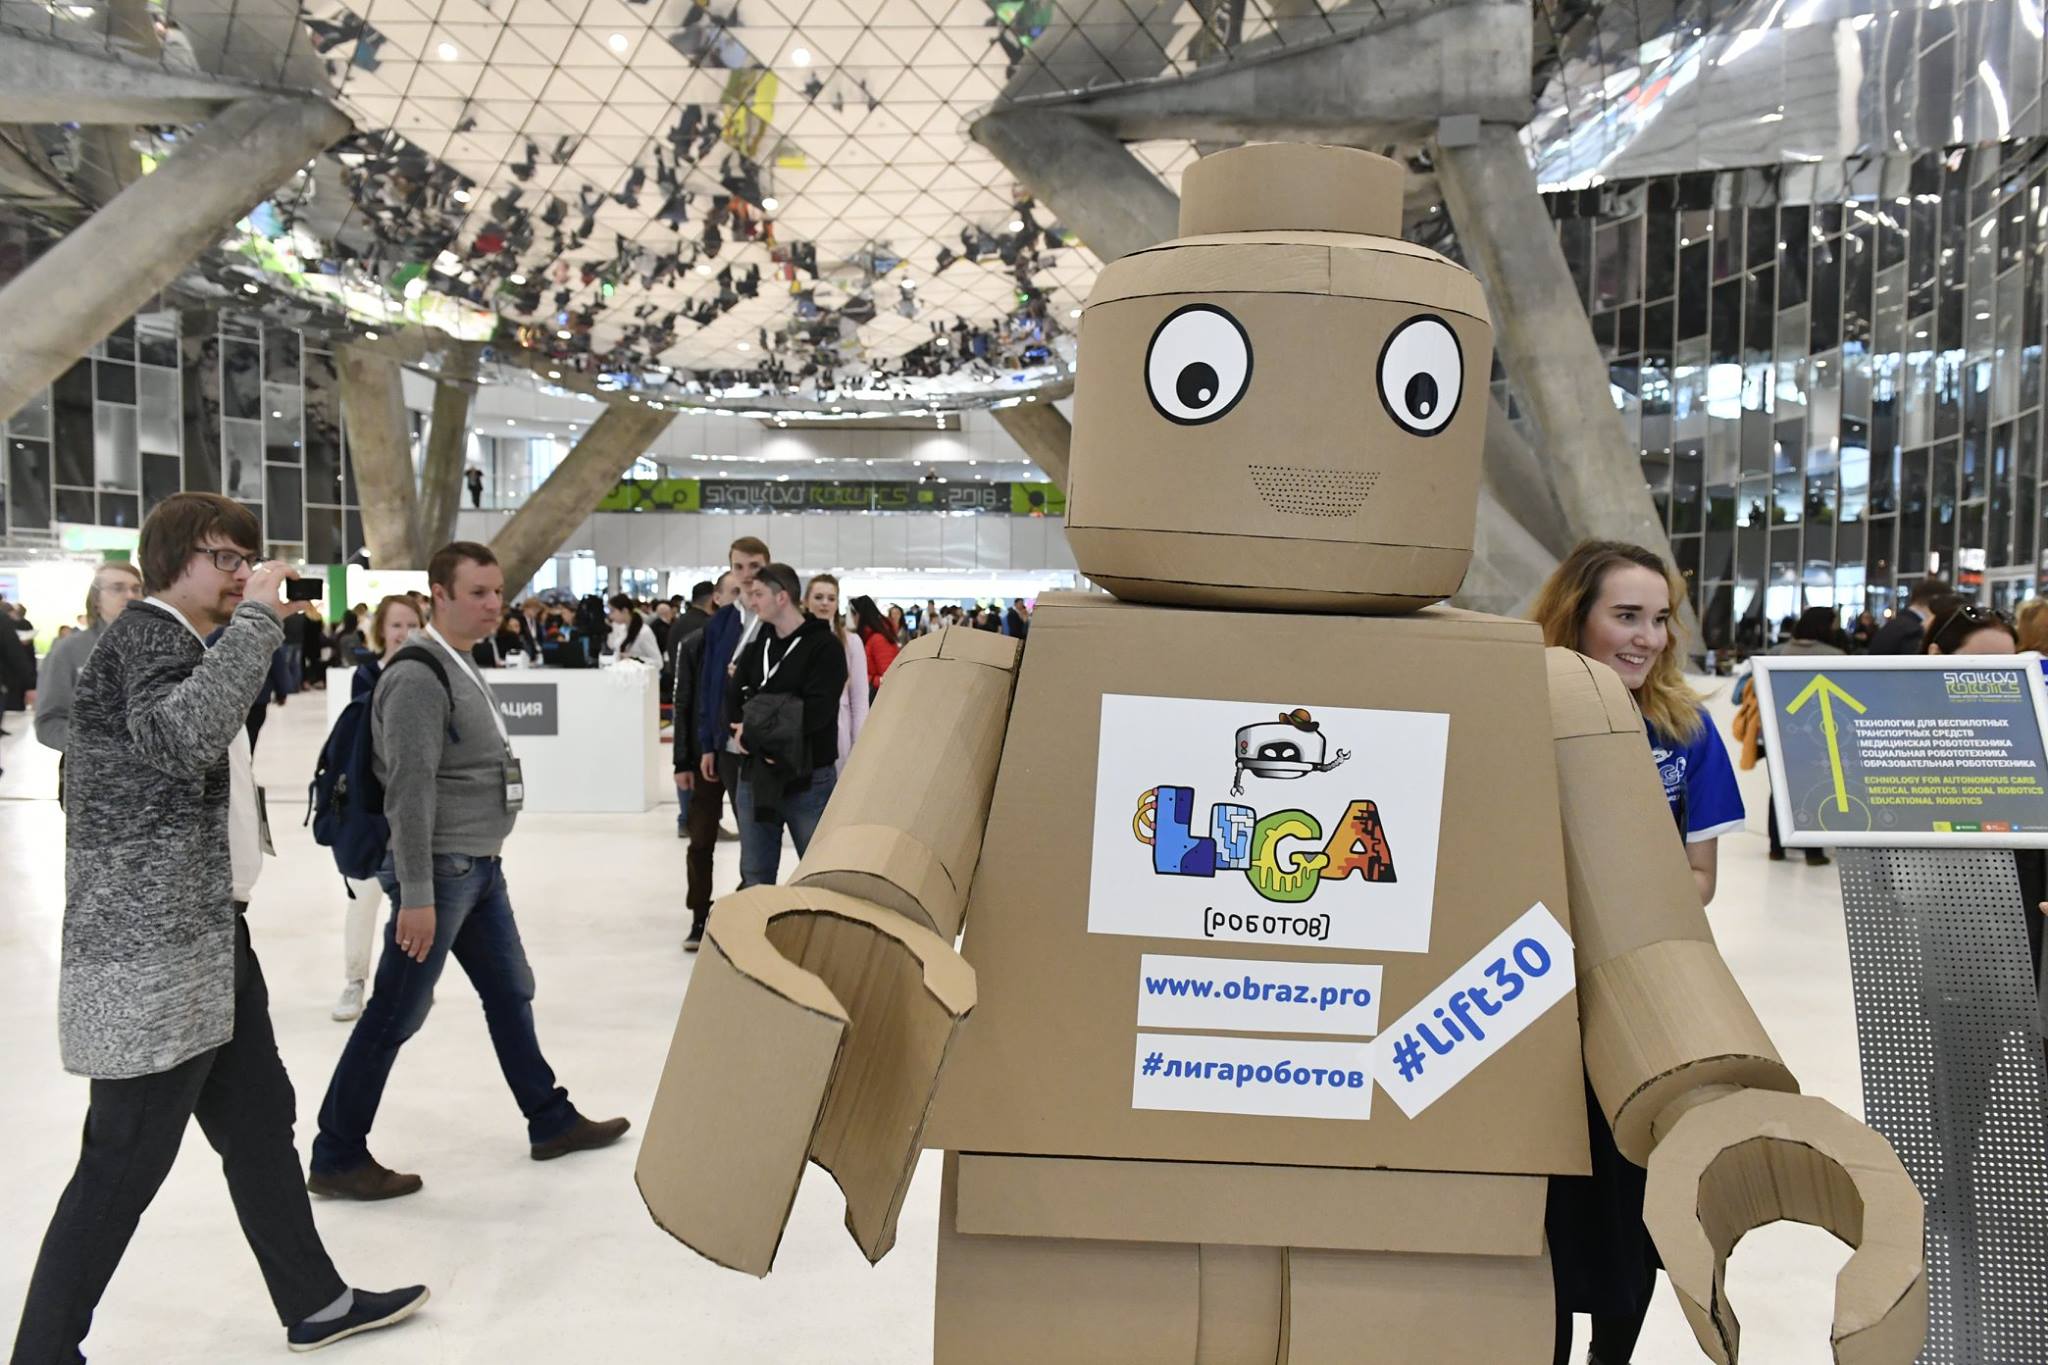 SKOLKOVO ROBOTICS 2018
АЦИЯ
LIGA
[РОБОТОВ]
www.obraz.pro
#лигароботов
#Lift30
SKOLKOVO
ROBOTICS
ТЕХНОЛОГИИ ДЛЯ БЕСПИЛОТНЫХ
ТРАНСПОРТНЫХ СРЕДСТВ
МЕДИЦИНСКАЯ РОБОТОТЕХНИКА
СОЦИАЛЬНАЯ РОБОТОТЕХНИКА
ОБРАЗОВАТЕЛЬНАЯ РОБОТОТЕХНИКА
ECHNOLOGY FOR AUTONOMOUS CARS
MEDICAL ROBOTICS | SOCIAL ROBOTICS
EDUCATIONAL ROBOTICS